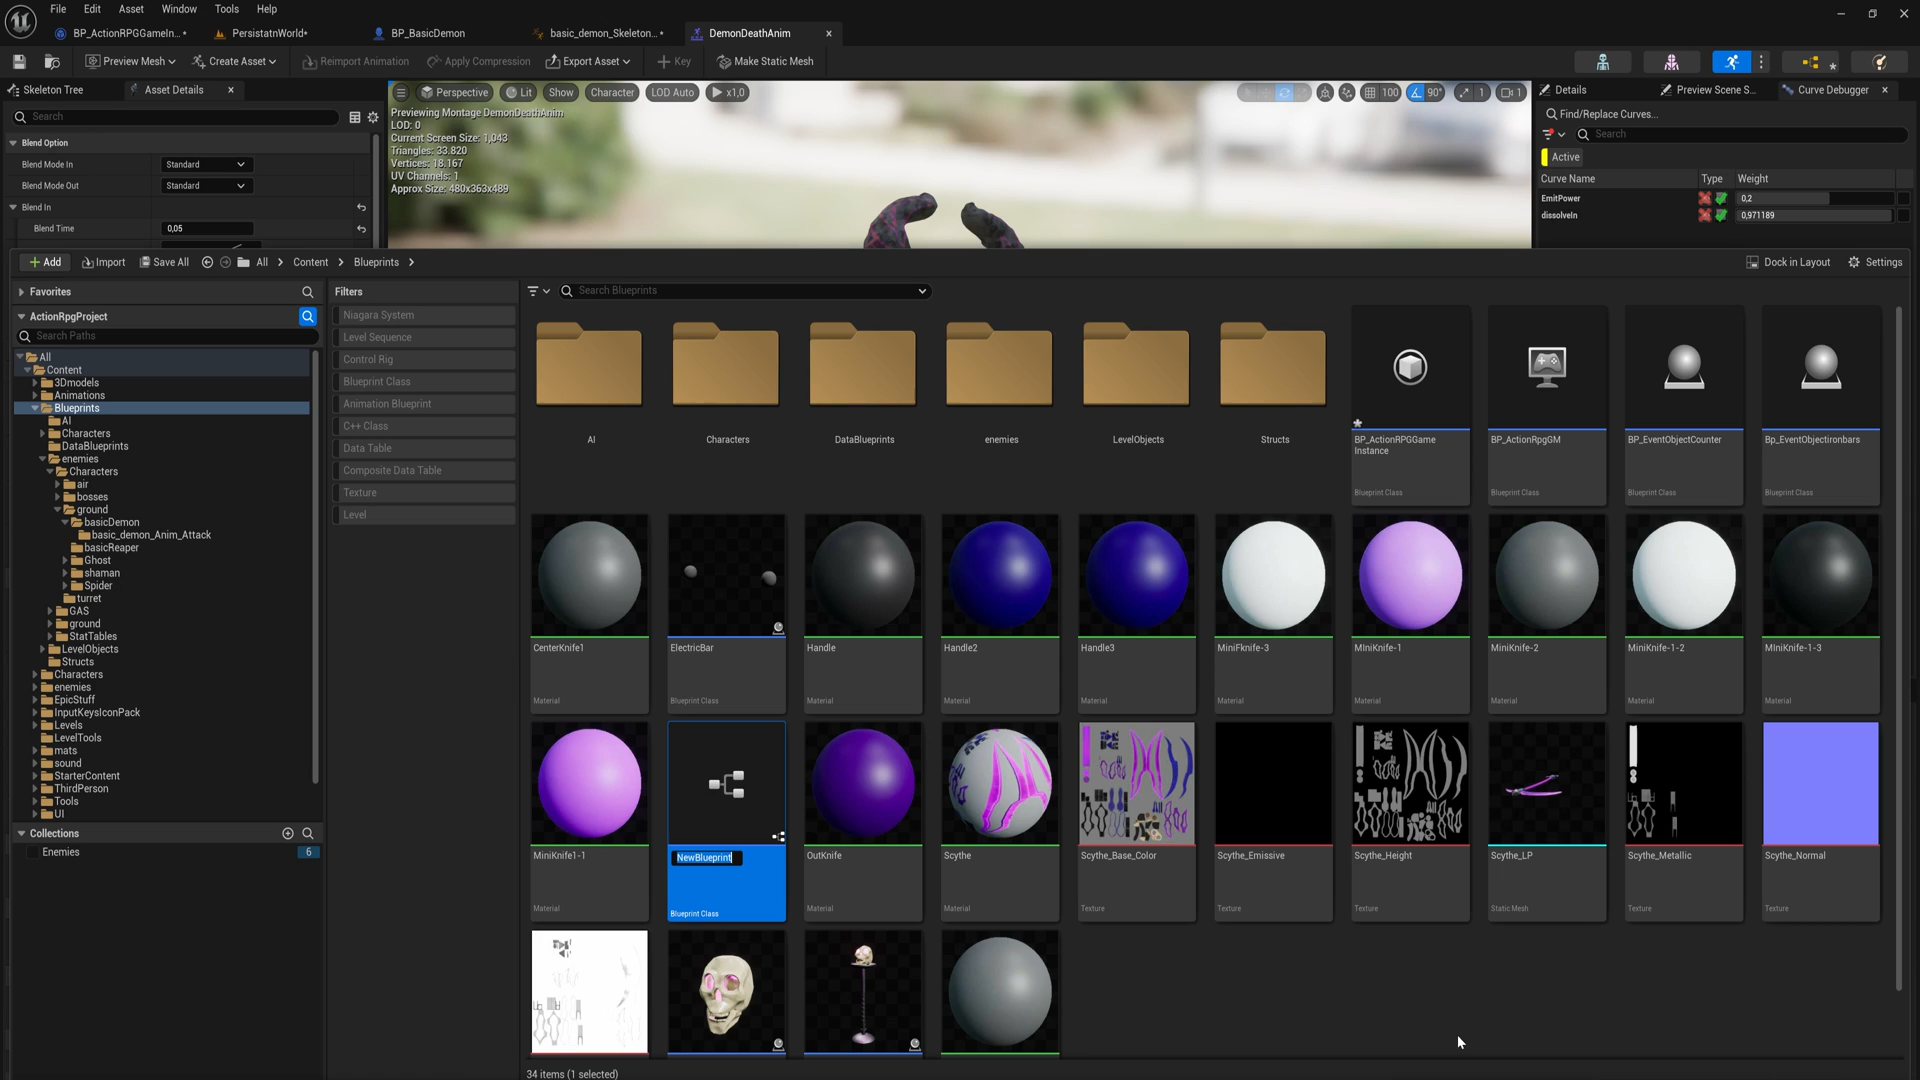 File Edit Asset Window Tools Help
BP_ActionRPGGameIn...* PersistatnWorld* BP_BasicDemon basic_demon_Skeleton...* DemonDeathAnim
Preview Mesh Create Asset Reimport Animation Apply Compression Export Asset Key Make Static Mesh
Skeleton Tree Asset Details
Search
Blend Option
Blend Mode In Standard
Blend Mode Out Standard
Blend In
Blend Time 0,05
Perspective Lit Show Character LOD Auto x1,0 100 90° 1 1
Previewing Montage DemonDeathAnim
LOD: 0
Current Screen Size: 1,043
Triangles: 33.820
Vertices: 18.167
UV Channels: 1
Approx Size: 480x363x489
Details Preview Scene S... Curve Debugger
Find/Replace Curves...
Search
Active
Curve Name Type Weight
EmitPower 0,2
dissolveIn 0,971189
Add Import Save All All Content Blueprints Dock in Layout Settings
Favorites
ActionRpgProject
Search Paths
All
Content
3Dmodels
Animations
Blueprints
AI
Characters
DataBlueprints
enemies
Characters
air
bosses
ground
basicDemon
basic_demon_Anim_Attack
basicReaper
Ghost
shaman
Spider
turret
GAS
ground
StatTables
LevelObjects
Structs
Characters
enemies
EpicStuff
InputKeysIconPack
Levels
LevelTools
mats
sound
StarterContent
ThirdPerson
Tools
UI
Collections
Enemies 6
Filters
Niagara System
Level Sequence
Control Rig
Blueprint Class
Animation Blueprint
C++ Class
Data Table
Composite Data Table
Texture
Level
Search Blueprints
AI Characters DataBlueprints enemies LevelObjects Structs BP_ActionRPGGame BP_ActionRpgGM BP_EventObjectCounter Bp_EventObjectironbars
Instance
Blueprint Class Blueprint Class Blueprint Class Blueprint Class
CenterKnife1 ElectricBar Handle Handle2 Handle3 MiniFknife-3 MIniKnife-1 MiniKnife-2 MiniKnife-1-2 MIniKnife-1-3
Material Blueprint Class Material Material Material Material Material Material Material Material
MiniKnife1-1 NewBlueprint OutKnife Scythe Scythe_Base_Color Scythe_Emissive Scythe_Height Scythe_LP Scythe_Metallic Scythe_Normal
Material Blueprint Class Material Material Texture Texture Texture Static Mesh Texture Texture
34 items (1 selected)